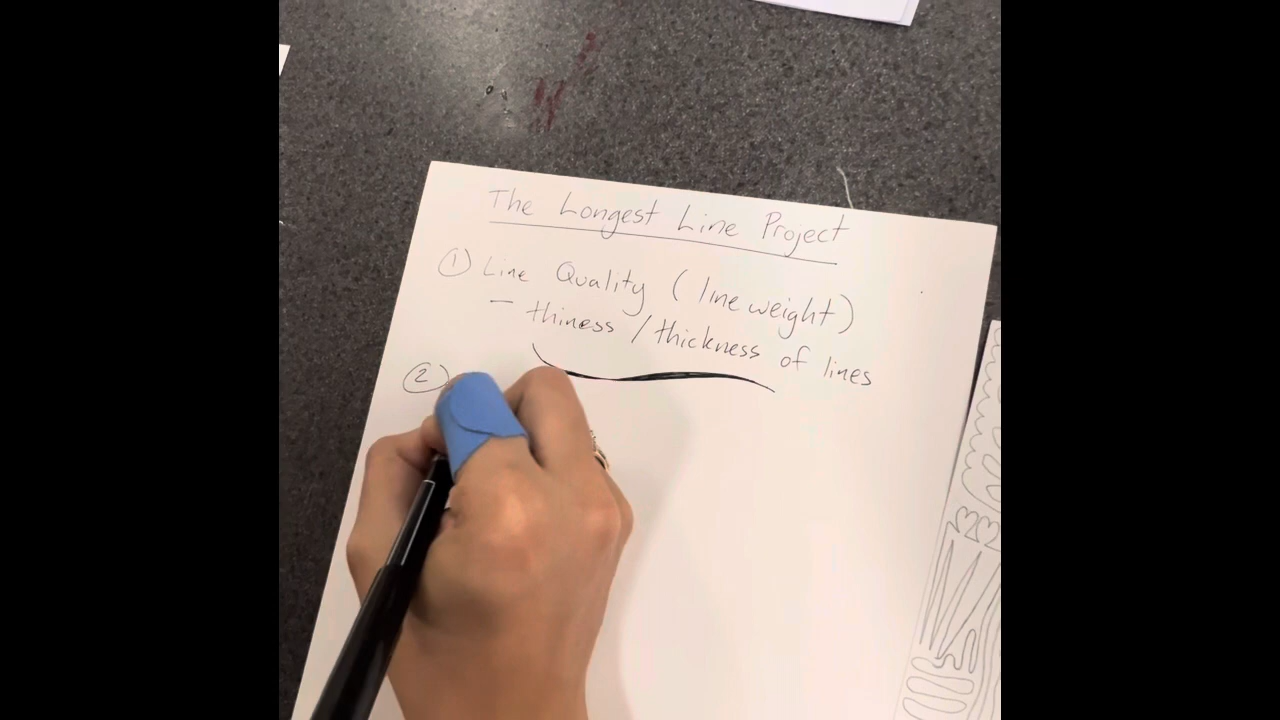 The Longest Line Project
① Line Quality (line weight)
- thiness / thickness of lines
②